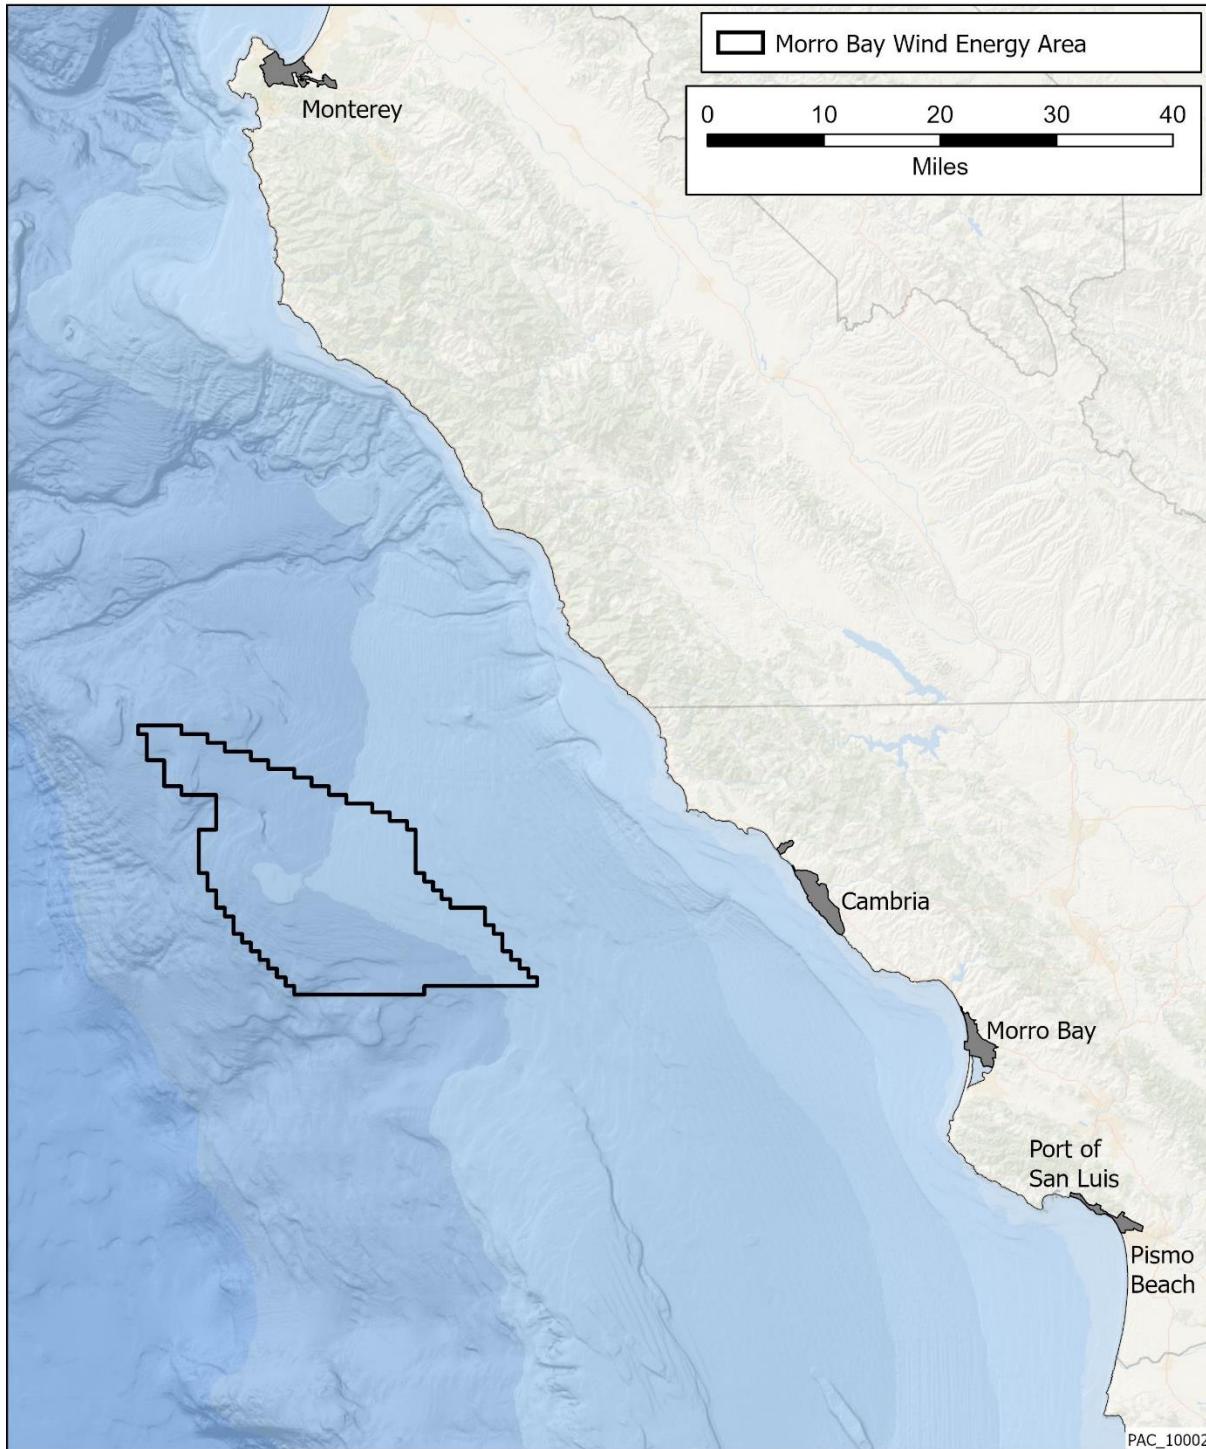 Morro Bay Wind Energy Area
0 10 20 30 40
Miles
Monterey
Cambria
Morro Bay
Port of
San Luis
Pismo
Beach
PAC_10002